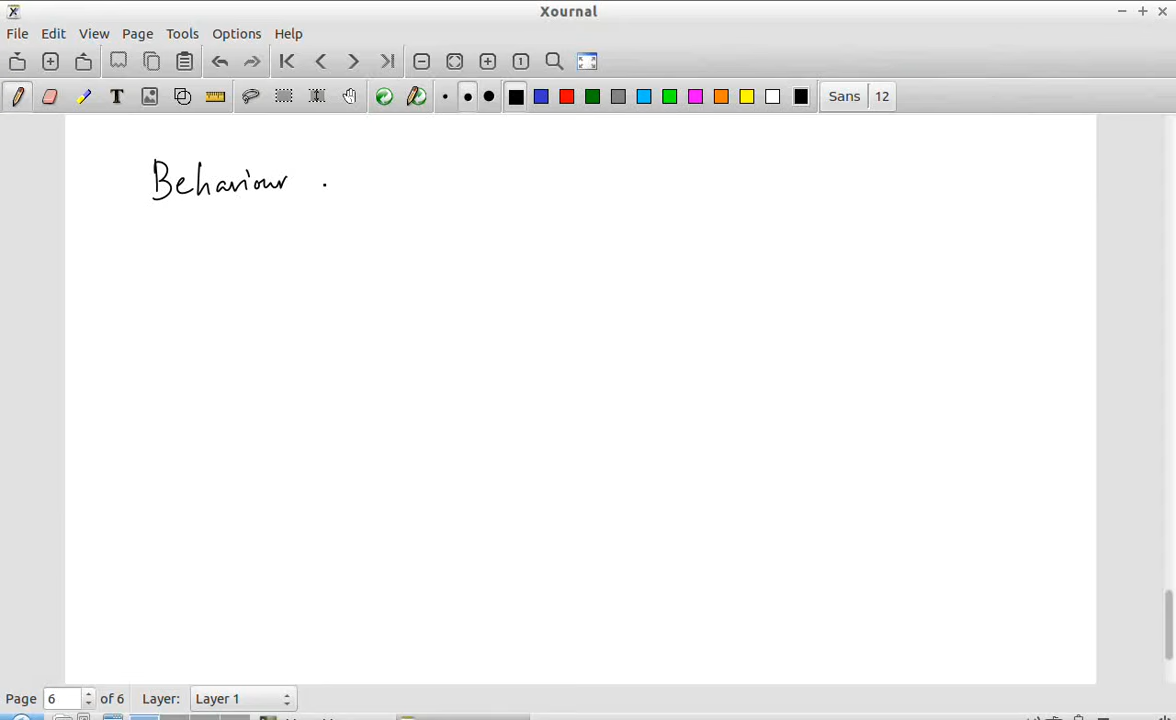 Xournal
File Edit View Page Tools Options Help
T Sans 12
Behaviour .
Page 6 of 6 Layer: Layer 1